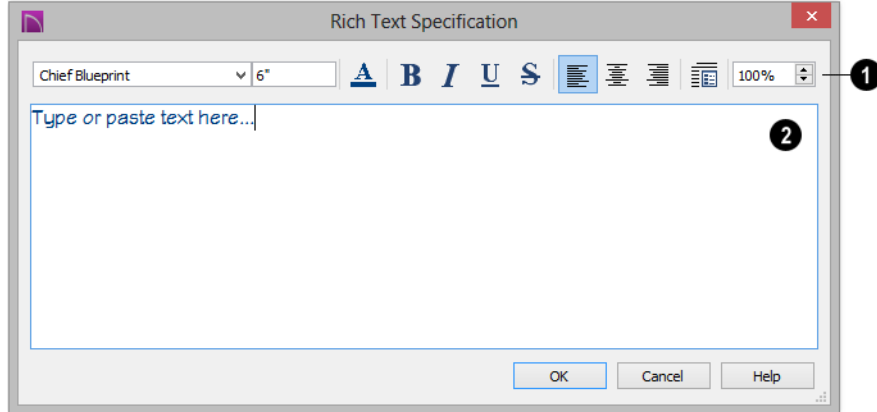 Rich Text Specification
Chief Blueprint 6" A B I U S 100% 1
Type or paste text here...
2
OK Cancel Help